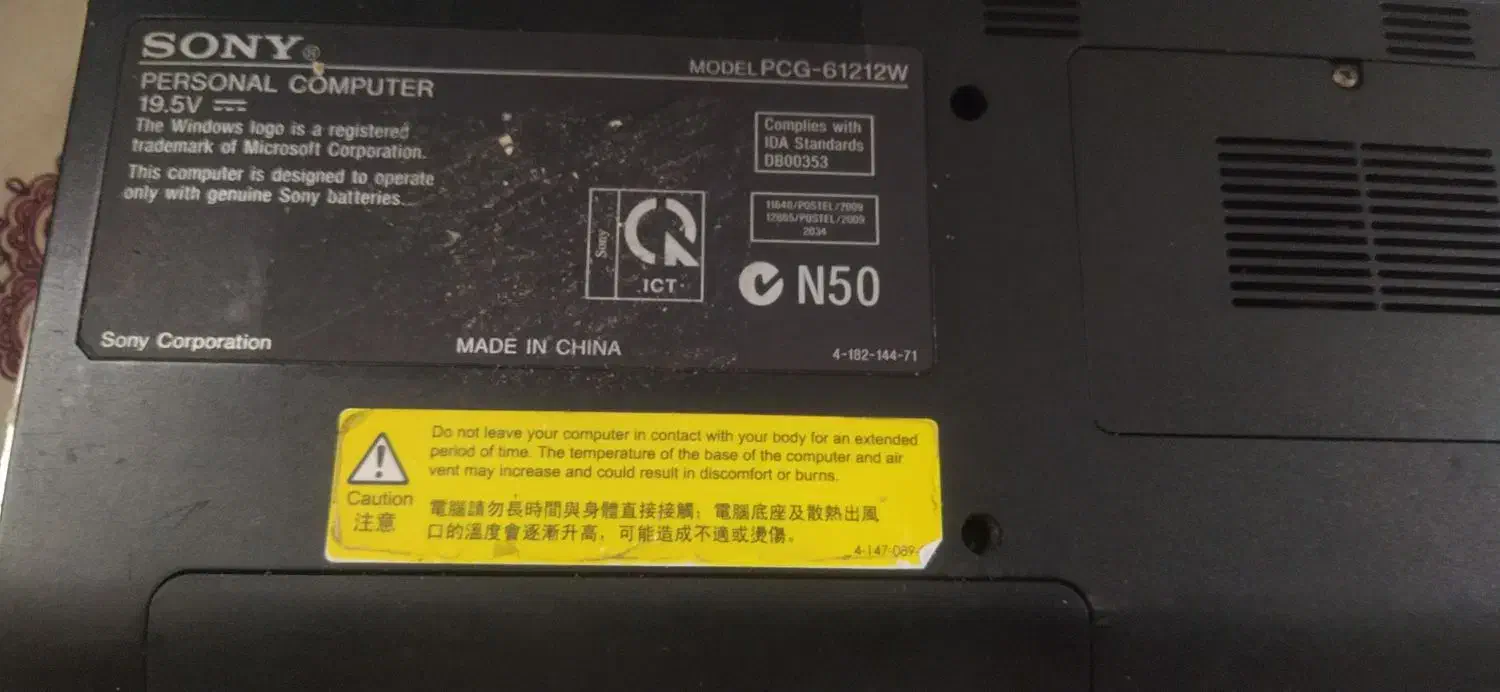 SONY®
MODEL PCG-61212W
PERSONAL COMPUTER
19.5V
The Windows logo is a registered
trademark of Microsoft Corporation.
This computer is designed to operate
only with genuine Sony batteries.
Complies with
IDA Standards
DB00353
11640/POSTEL/2009
12865/POSTEL/2009
2034
Sony
ICT
N50
Sony Corporation
MADE IN CHINA
4-182-144-71
Do not leave your computer in contact with your body for an extended
period of time. The temperature of the base of the computer and air
vent may increase and could result in discomfort or burns.
Caution
注意
電腦請勿長時間與身體直接接觸；電腦底座及散熱出風
口的溫度會逐漸升高，可能造成不適或燙傷。
4-147-089-